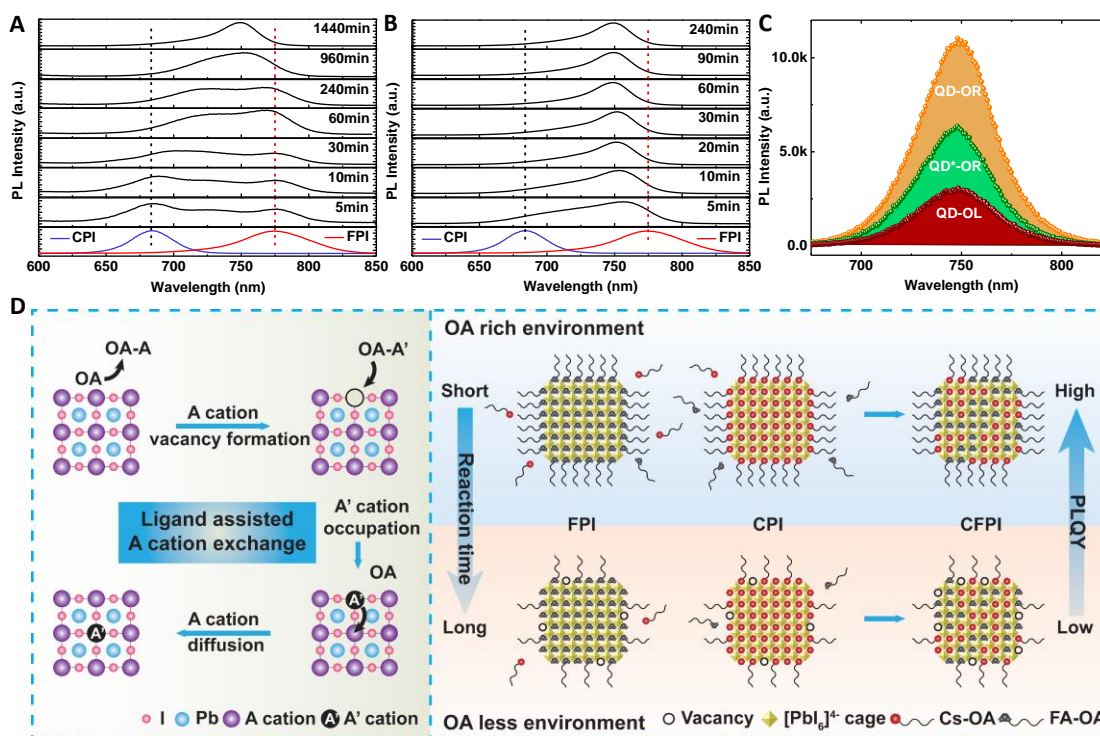 A
1440min
960min
240min
60min
30min
10min
5min
CPI
FPI
600 650 700 750 800 850
Wavelength (nm)
PL Intensity (a.u.)
B
240min
90min
60min
30min
20min
10min
5min
CPI
FPI
600 650 700 750 800 850
Wavelength (nm)
PL Intensity (a.u.)
C
10.0k
5.0k
0.0
QD-OR
QD*-OR
QD-OL
700 750 800
Wavelength (nm)
PL Intensity (a.u.)
D
OA-A
OA
A cation
vacancy formation
OA-A’
Ligand assisted
A cation exchange
A’ cation
occupation
OA
A’
A cation
diffusion
A’
I Pb A cation A’ A’ cation
OA rich environment
Short
Reaction time
Long
High
PLQY
Low
FPI CPI CFPI
OA less environment
Vacancy [PbI₆]⁴⁻ cage Cs-OA FA-OA